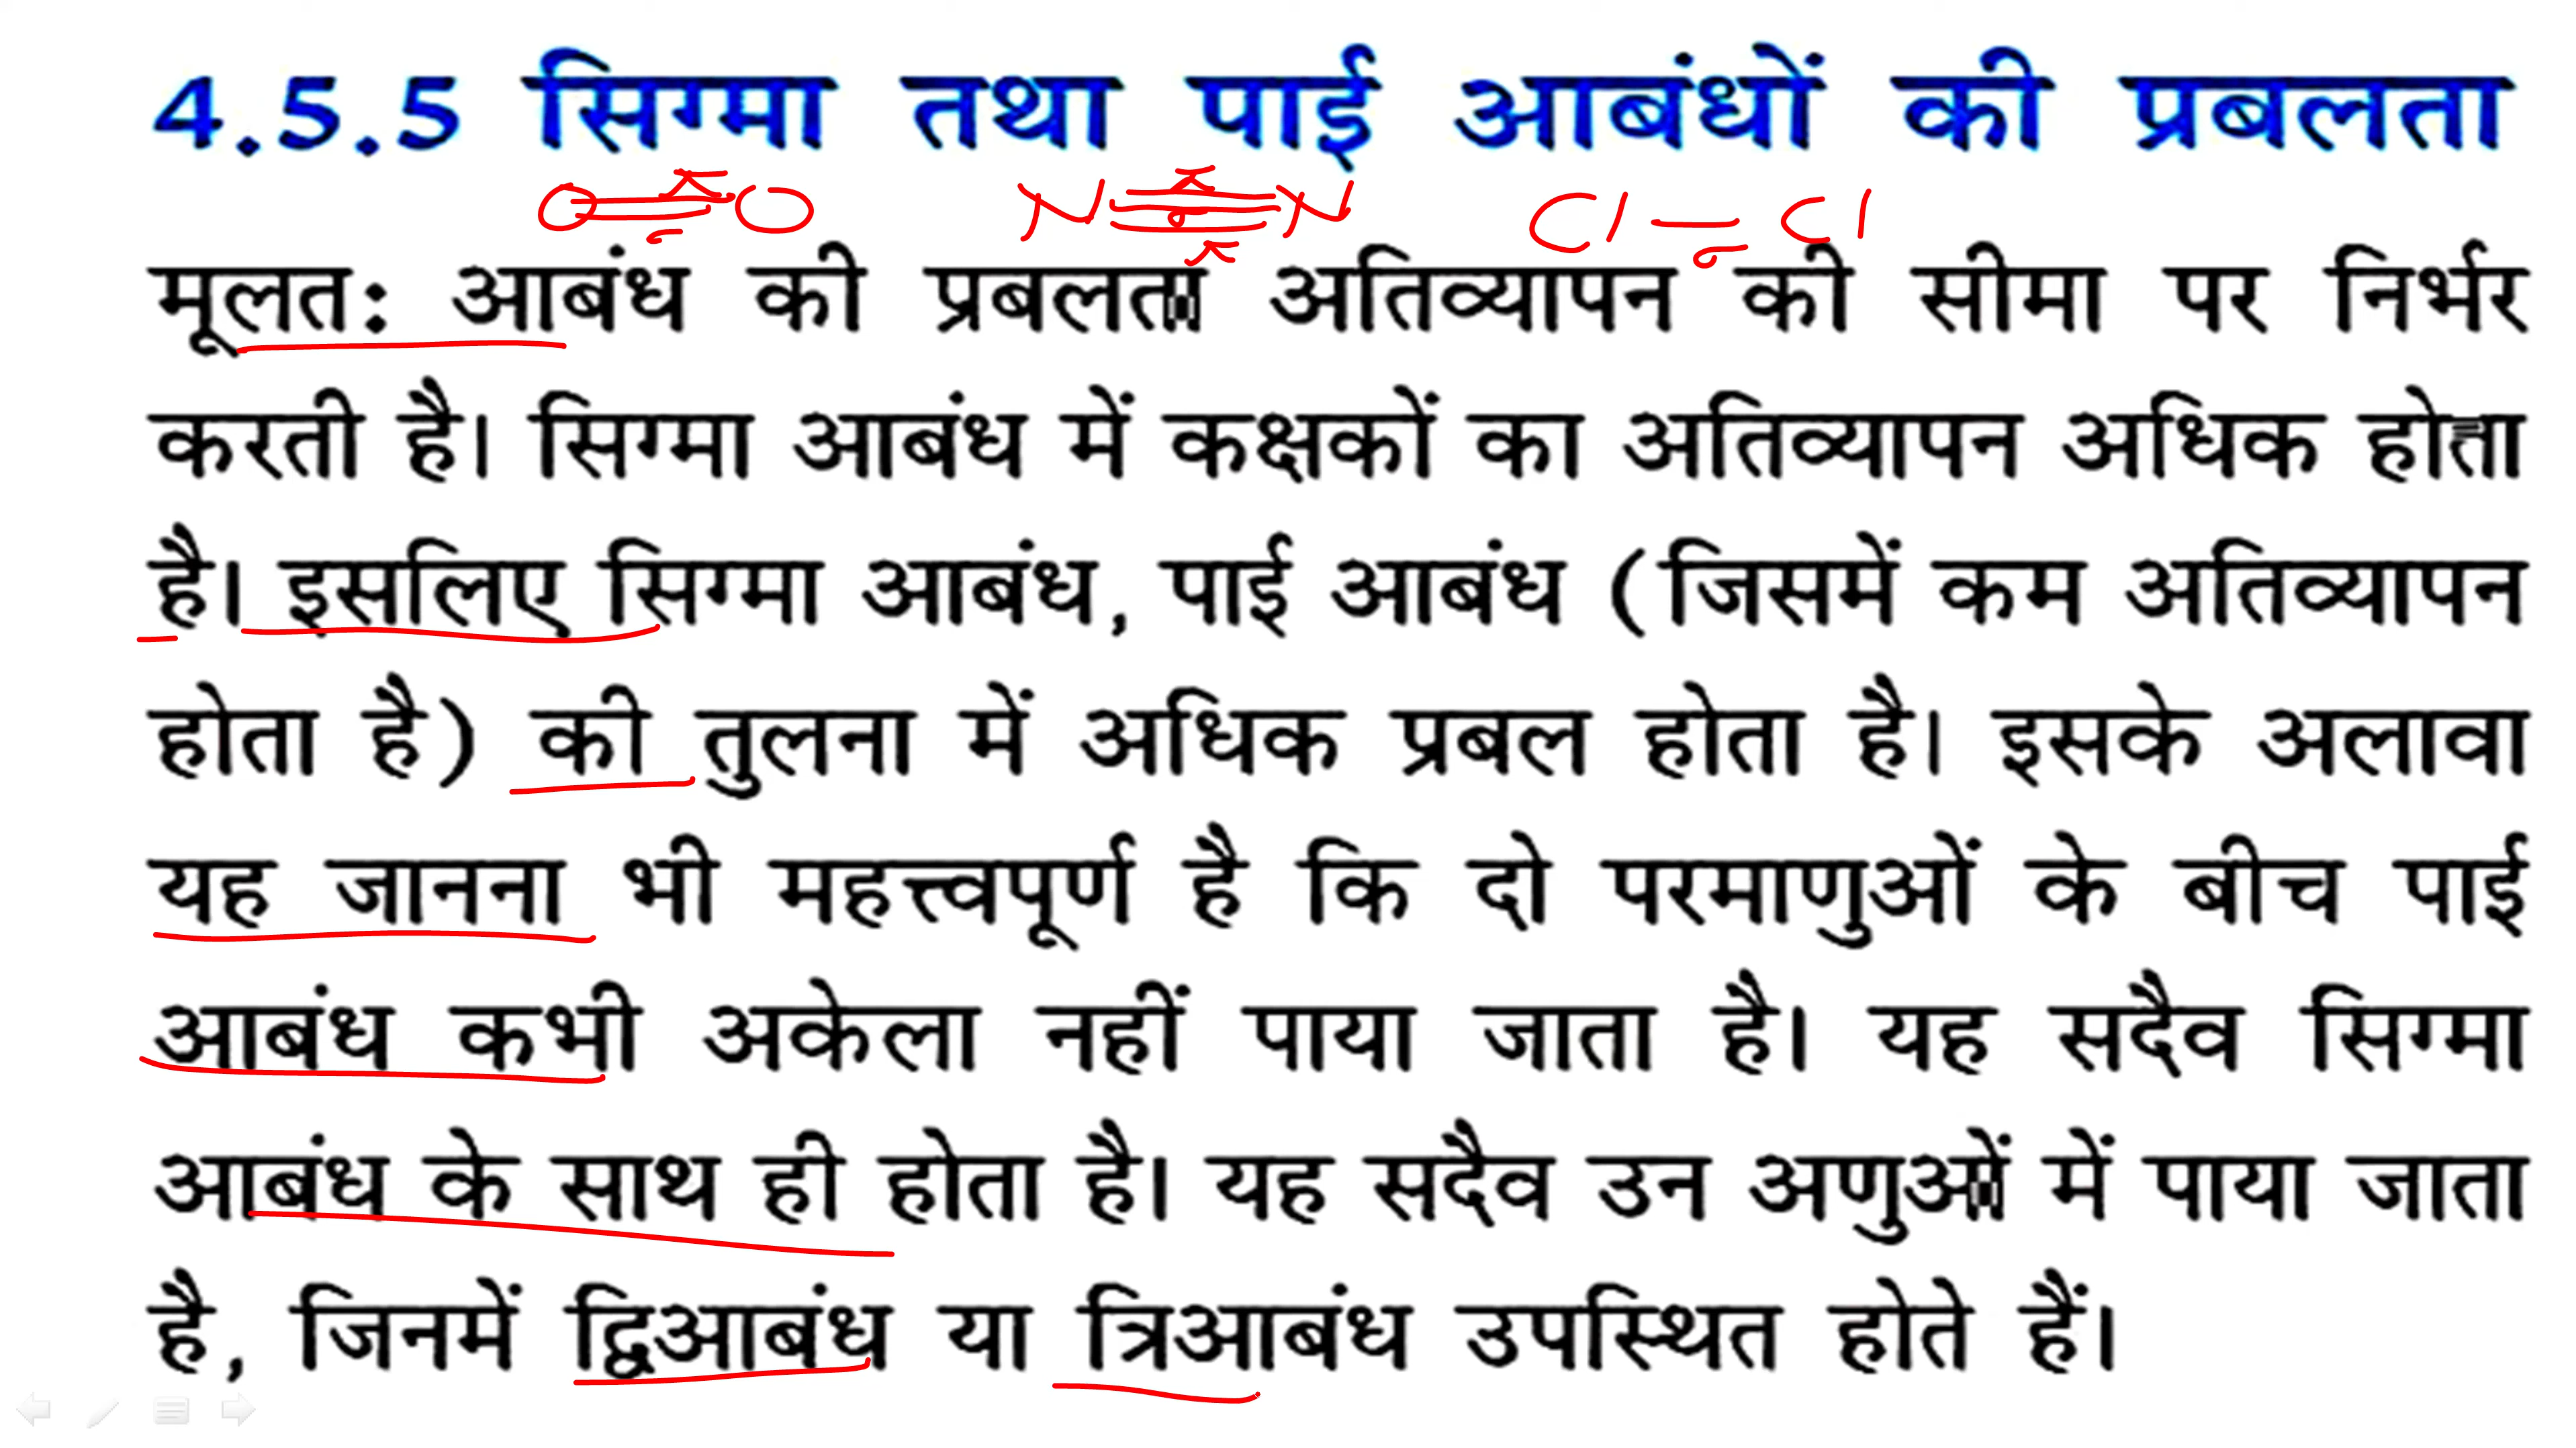 4.5.5 सिग्मा तथा पाई आबंधों की प्रबलता
O=O N≡N Cl–Cl
π π σ
σ π σ
मूलत: आबंध की प्रबलता अतिव्यापन की सीमा पर निर्भर
करती है। सिग्मा आबंध में कक्षकों का अतिव्यापन अधिक होता
है। इसलिए सिग्मा आबंध, पाई आबंध (जिसमें कम अतिव्यापन
होता है) की तुलना में अधिक प्रबल होता है। इसके अलावा
यह जानना भी महत्त्वपूर्ण है कि दो परमाणुओं के बीच पाई
आबंध कभी अकेला नहीं पाया जाता है। यह सदैव सिग्मा
आबंध के साथ ही होता है। यह सदैव उन अणुओं में पाया जाता
है, जिनमें द्विआबंध या त्रिआबंध उपस्थित होते हैं।